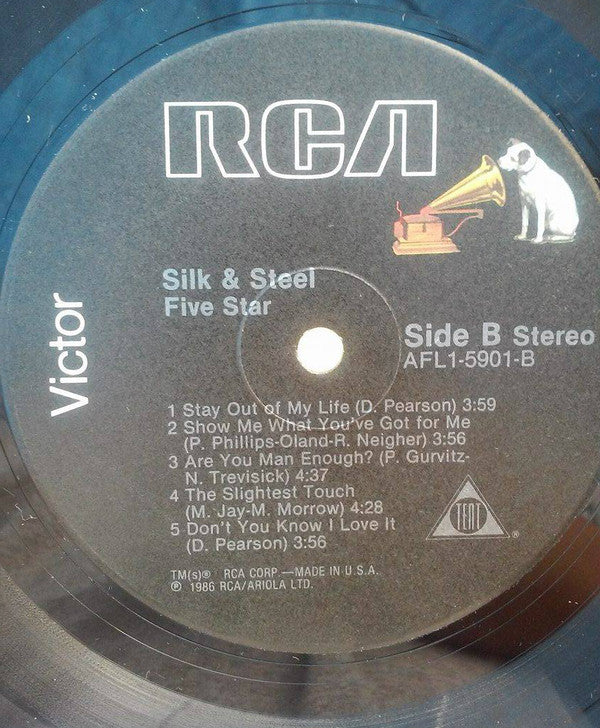 RCA
Victor
Silk & Steel
Five Star
Side B Stereo
AFL1-5901-B
1 Stay Out of My Life (D. Pearson) 3:59
2 Show Me What You've Got for Me
(P. Phillips-Oland-R. Neigher) 3:56
3 Are You Man Enough? (P. Gurvitz-
N. Trevisick) 4:37
4 The Slightest Touch
(M. Jay-M. Morrow) 4:28
5 Don't You Know I Love It
(D. Pearson) 3:56
TENT ®
TM(s)® RCA CORP.—MADE IN U.S.A.
℗ 1986 RCA/ARIOLA LTD.